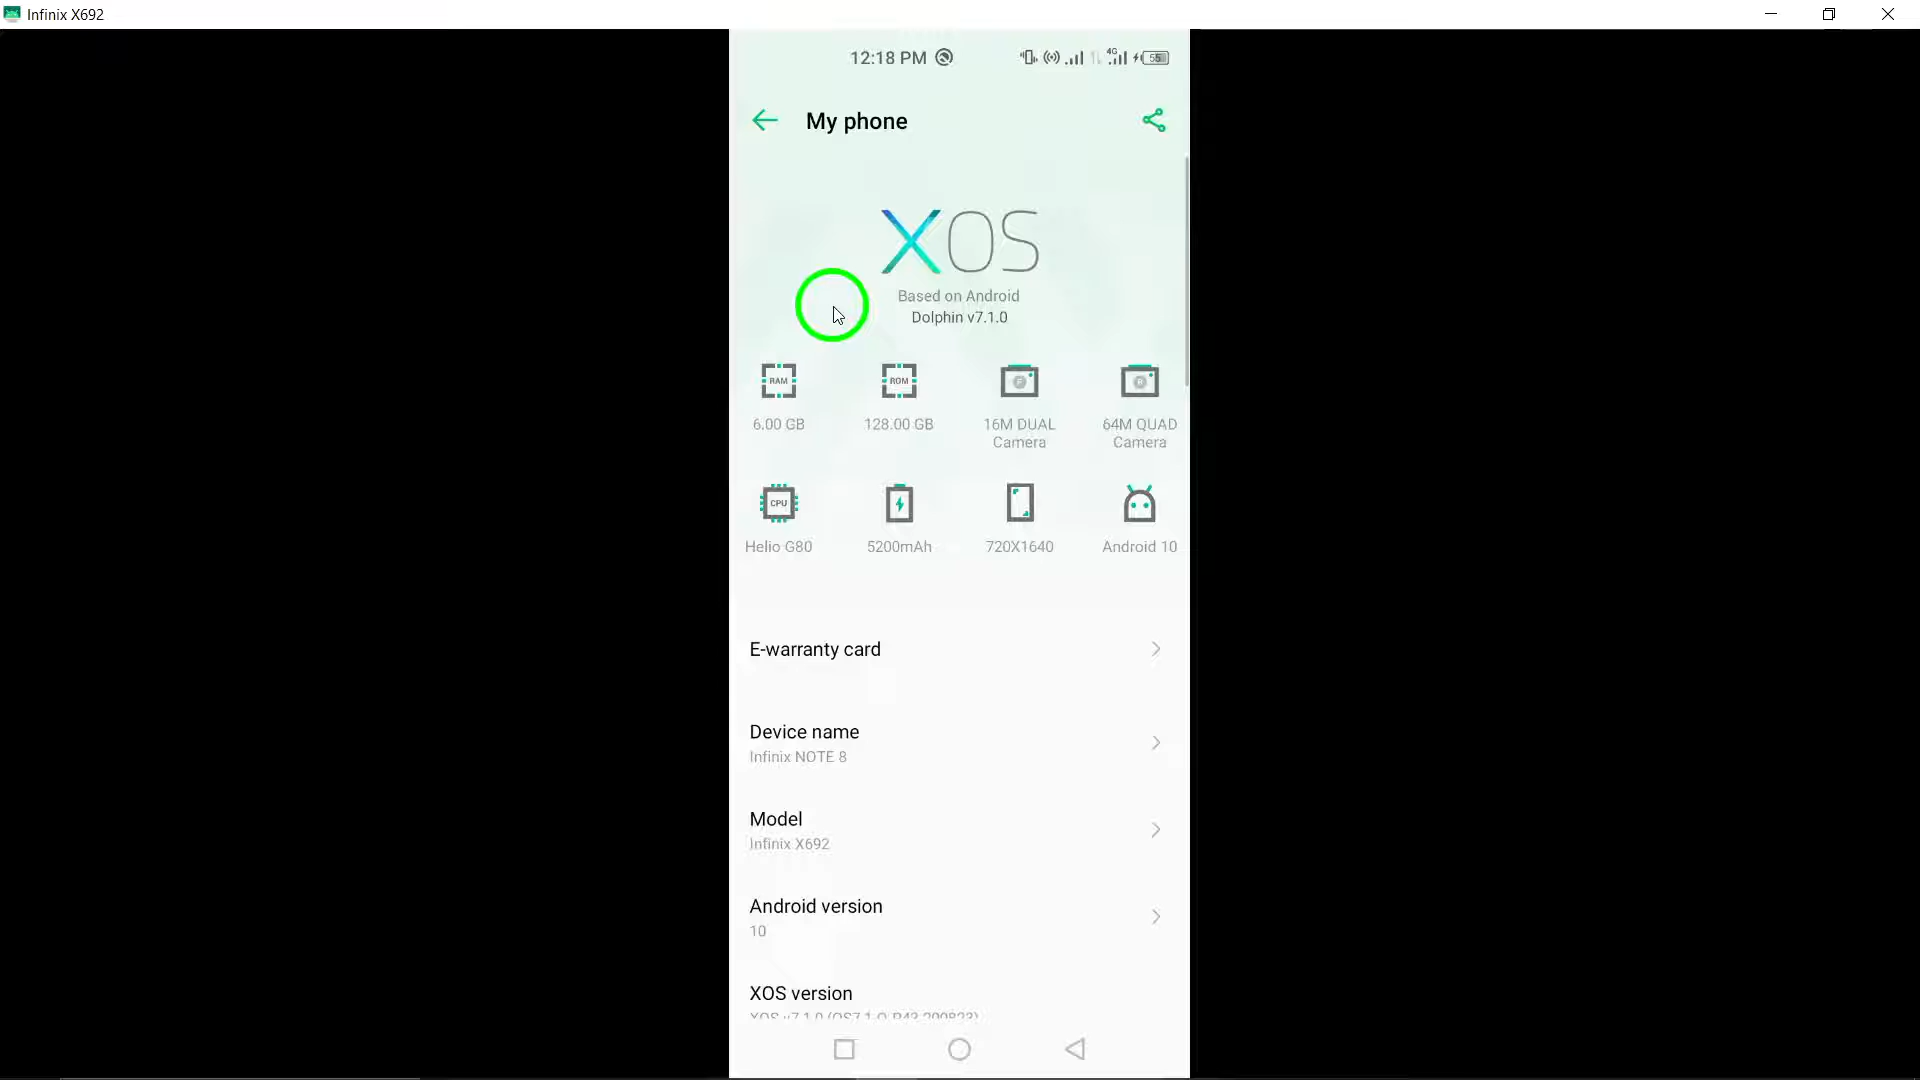 Infinix X692
12:18 PM
4G
55
My phone
XOS
Based on Android
Dolphin v7.1.0
RAM
ROM
6.00 GB
128.00 GB
16M DUAL
Camera
64M QUAD
Camera
CPU
Helio G80
5200mAh
720X1640
Android 10
E-warranty card
Device name
Infinix NOTE 8
Model
Infinix X692
Android version
10
XOS version